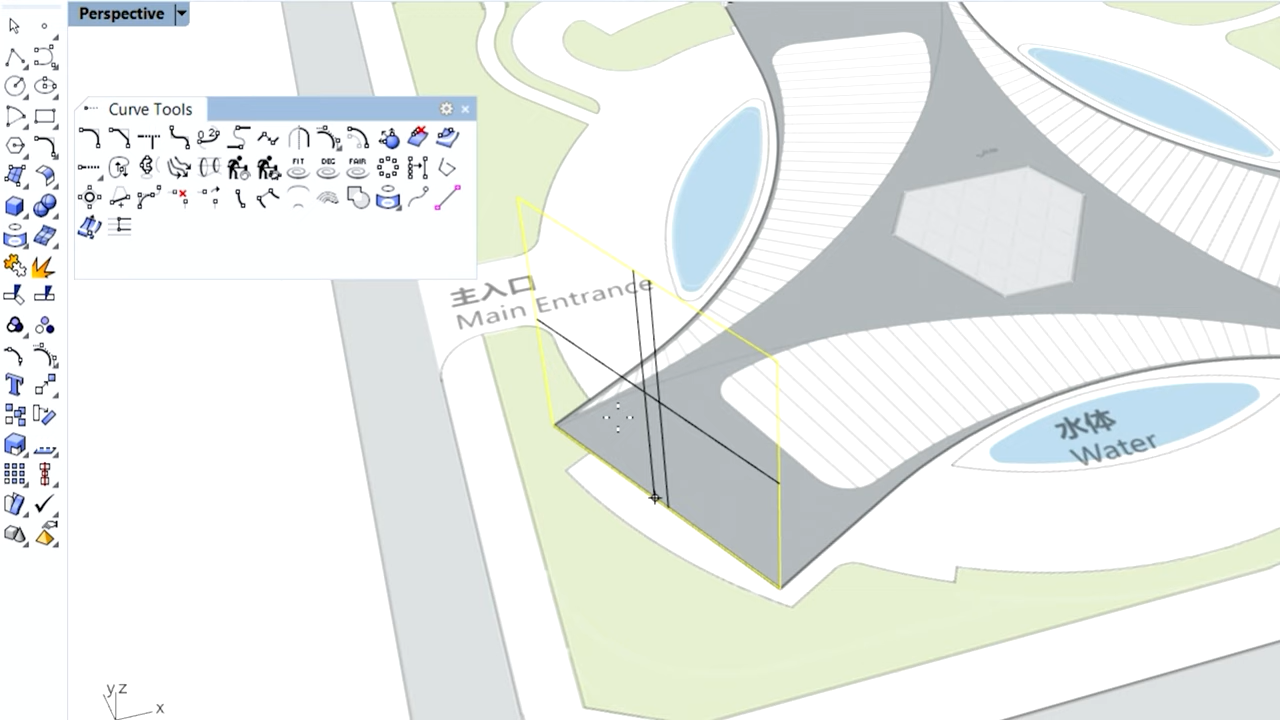 Perspective
Curve Tools
FIT
DEG
FAIR
主入口
Main Entrance
水体
Water
y z
x